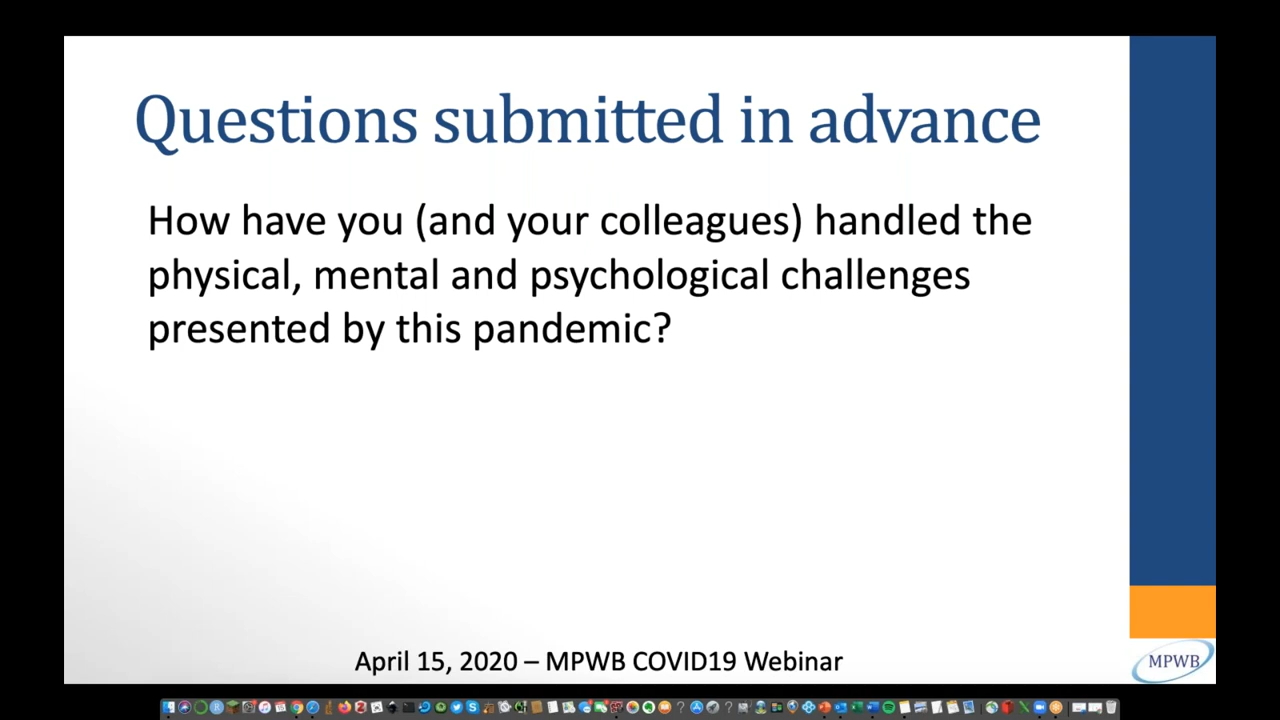 Questions submitted in advance
How have you (and your colleagues) handled the
physical, mental and psychological challenges
presented by this pandemic?
April 15, 2020 – MPWB COVID19 Webinar
MPWB